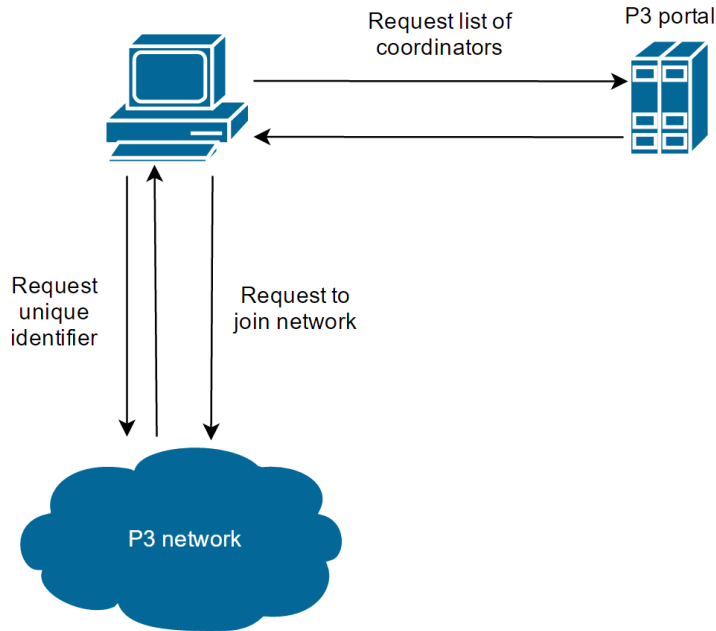 Request list of
coordinators
P3 portal
Request
unique
identifier
Request to
join network
P3 network